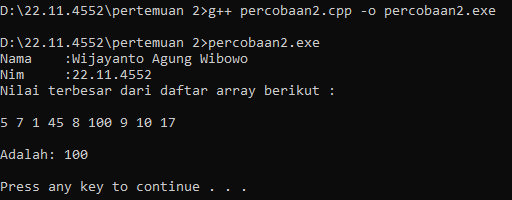 D:\22.11.4552\pertemuan 2>g++ percobaan2.cpp -o percobaan2.exe
D:\22.11.4552\pertemuan 2>percobaan2.exe
Nama    :Wijayanto Agung Wibowo
Nim     :22.11.4552
Nilai terbesar dari daftar array berikut :
5 7 1 45 8 100 9 10 17
Adalah: 100
Press any key to continue . . .